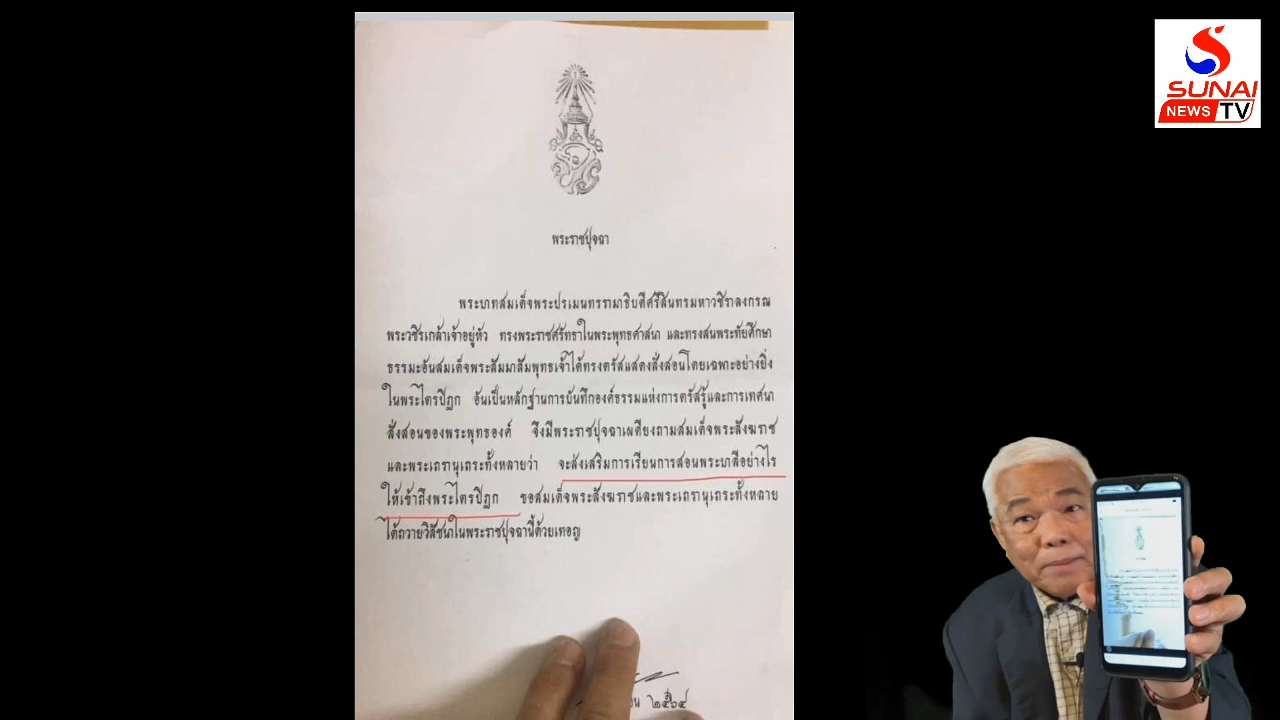 SUNAI
NEWS TV
พระราชปุจฉา
พระบาทสมเด็จพระปรเมนทรรามาธิบดีศรีสินทรมหาวชิราลงกรณ
พระวชิรเกล้าเจ้าอยู่หัว ทรงพระราชศรัทธาในพระพุทธศาสนา และทรงสนพระทัยศึกษา
ธรรมะอันสมเด็จพระสัมมาสัมพุทธเจ้าได้ทรงตรัสแสดงสั่งสอนโดยเฉพาะอย่างยิ่ง
ในพระไตรปิฎก อันเป็นหลักฐานการบันทึกองค์ธรรมแห่งการตรัสรู้และการเทศนา
สั่งสอนของพระพุทธองค์ จึงมีพระราชปุจฉาเผดียงถามสมเด็จพระสังฆราช
และพระเถรานุเถระทั้งหลายว่า จะส่งเสริมการเรียนการสอนพระบาลีอย่างไร
ให้เข้าถึงพระไตรปิฎก ขอสมเด็จพระสังฆราชและพระเถรานุเถระทั้งหลาย
ได้ถวายวิสัชนาในพระราชปุจฉานี้ด้วยเทอญ
๒๕๖๔